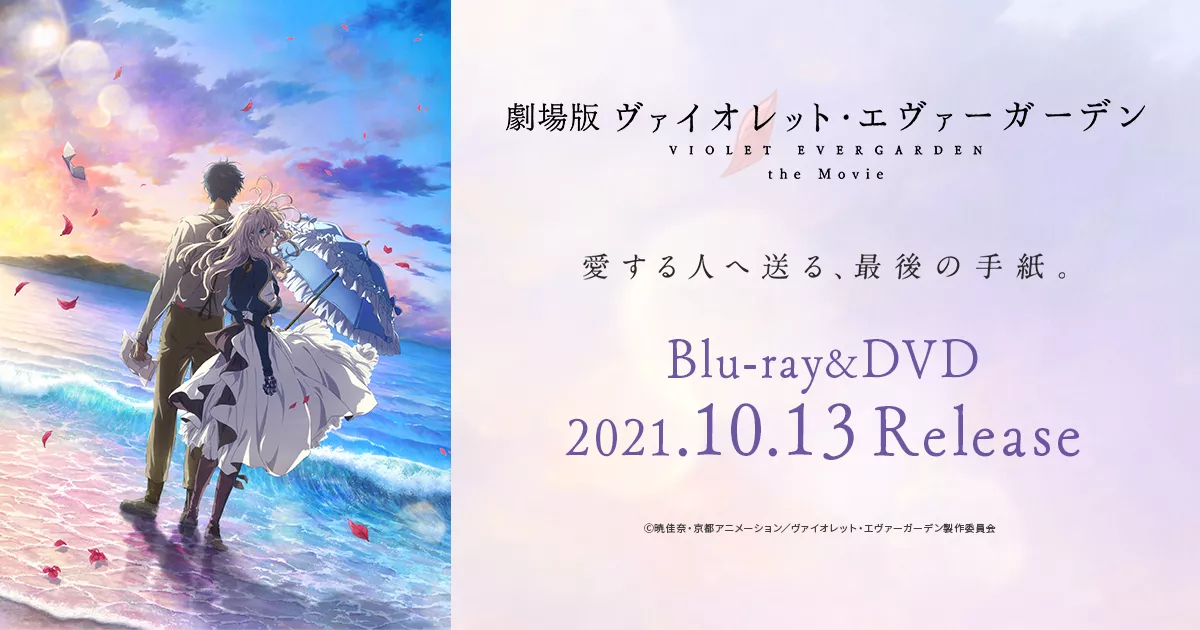 劇場版 ヴァイオレット・エヴァーガーデン
VIOLET EVERGARDEN
the Movie
愛する人へ送る、最後の手紙。
Blu-ray&DVD
2021.10.13 Release
©暁佳奈・京都アニメーション／ヴァイオレット・エヴァーガーデン製作委員会